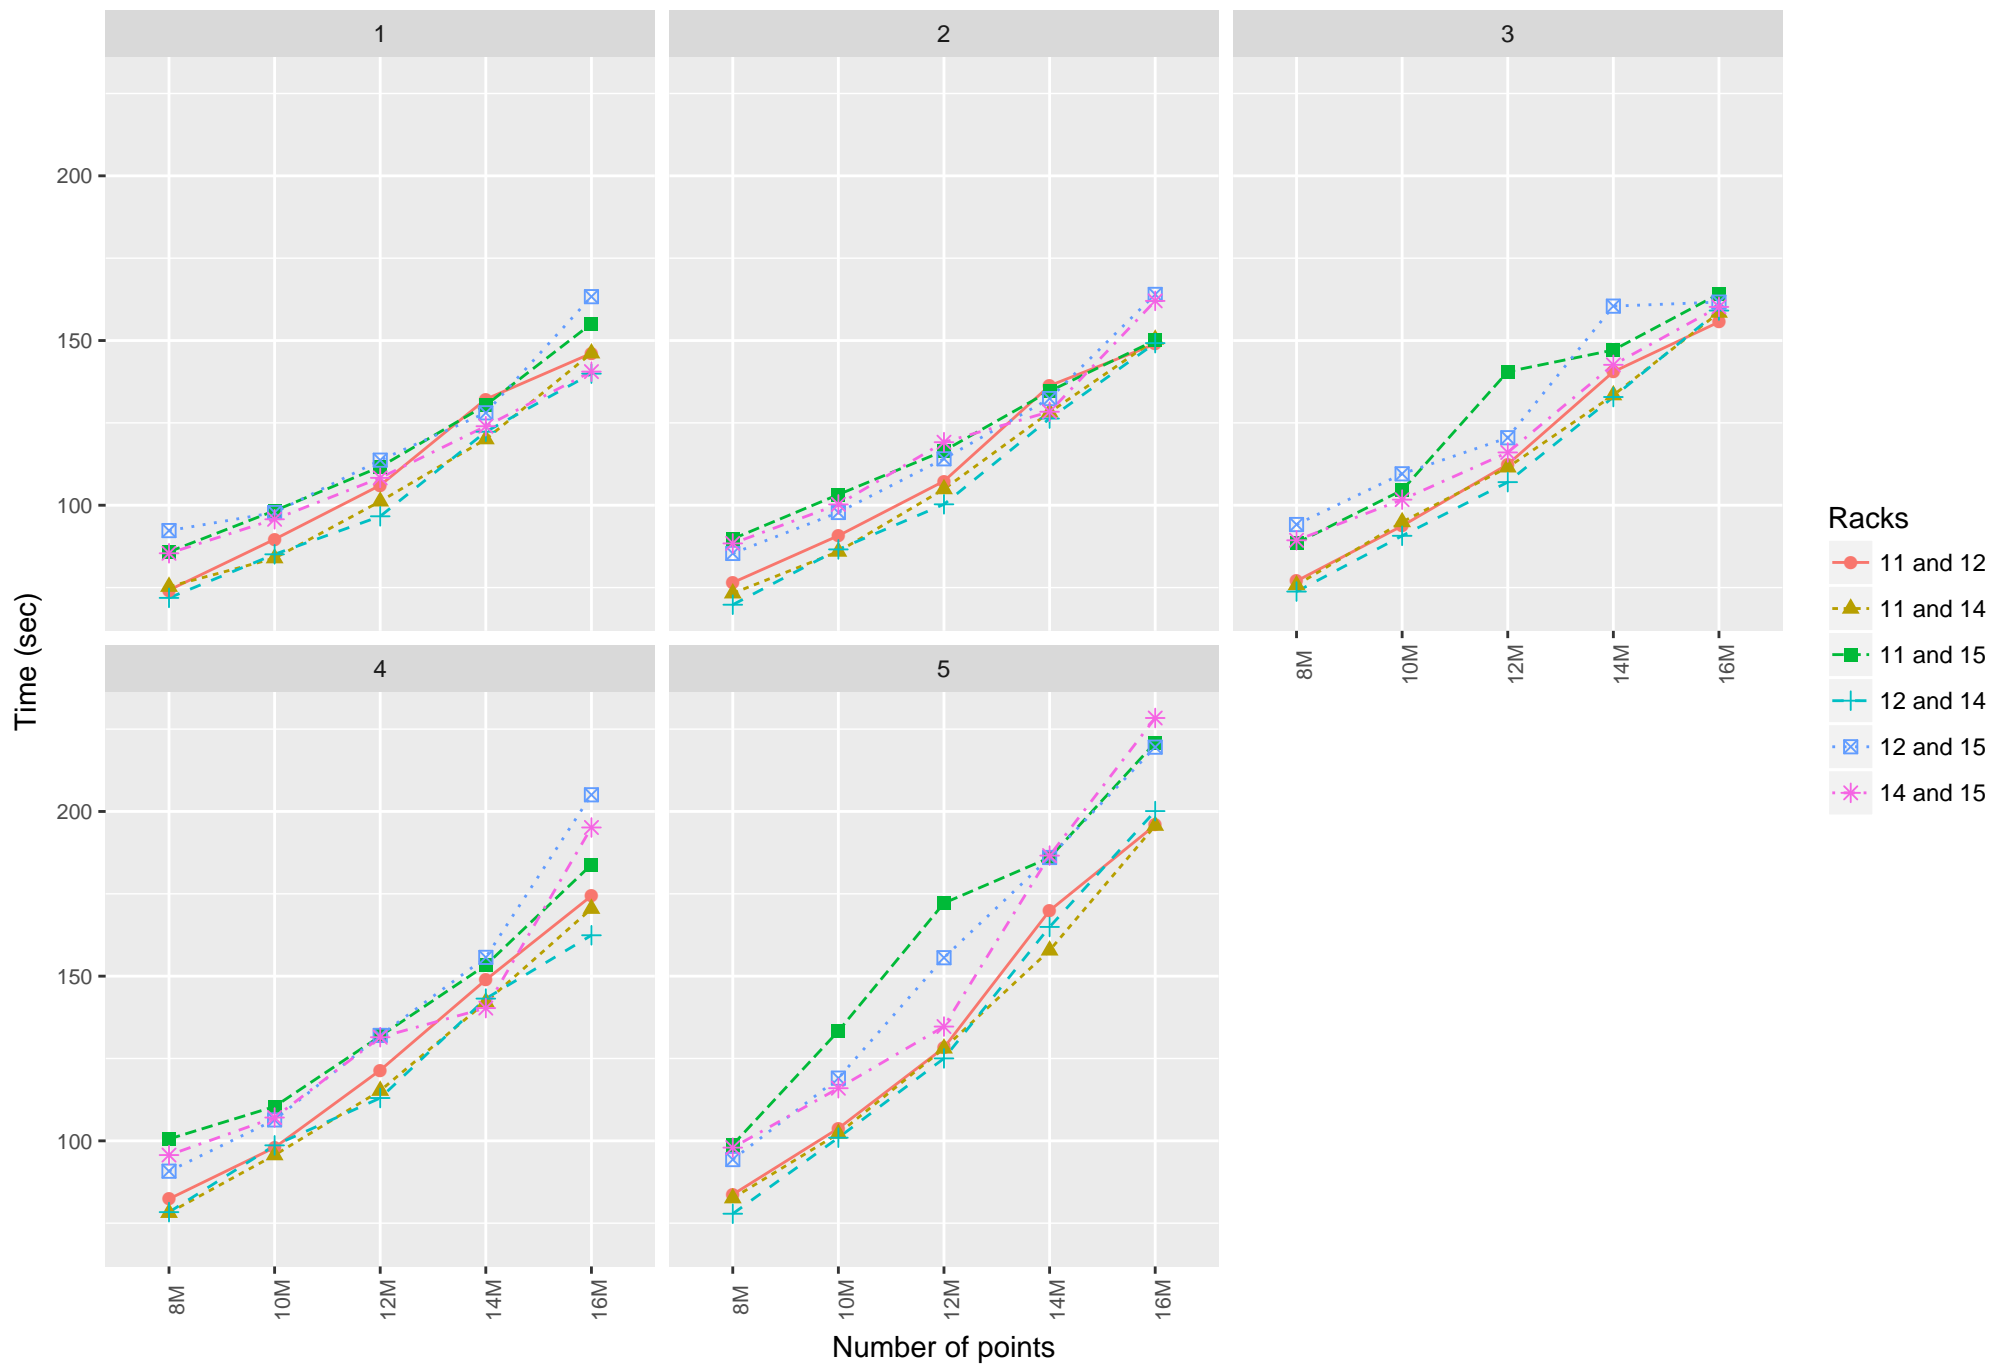 1
2
3
200
150
100
Time (sec)
8M
10M
12M
14M
16M
4
5
200
150
100
8M
10M
12M
14M
16M
8M
10M
12M
14M
16M
Number of points
Racks
11 and 12
11 and 14
11 and 15
12 and 14
12 and 15
14 and 15